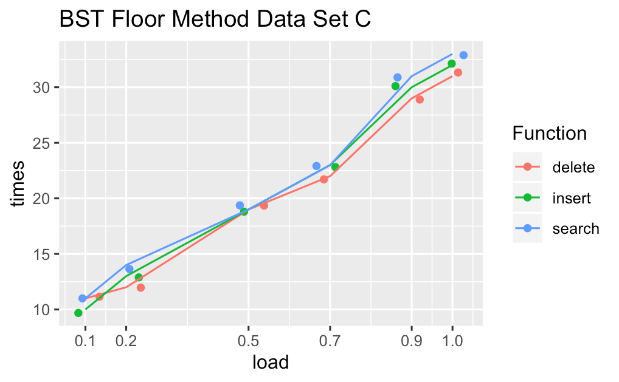 BST Floor Method Data Set C
times
30
25
20
15
10
0.1 0.2 0.5 0.7 0.9 1.0
load
Function
delete
insert
search